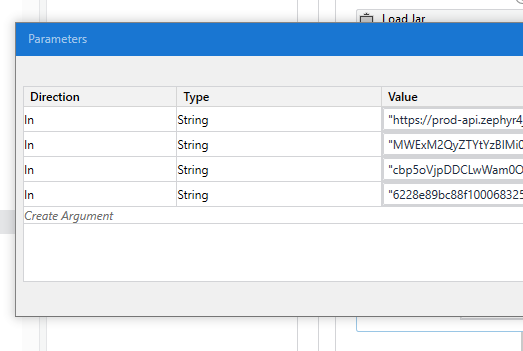 Load Jar
Parameters
Direction Type Value
In String "https://prod-api.zephyr4j
In String "MWExM2QyZTYtYzBlMi0
In String "cbp5oVjpDDCLwWam0O
In String "6228e89bc88f100068325
Create Argument